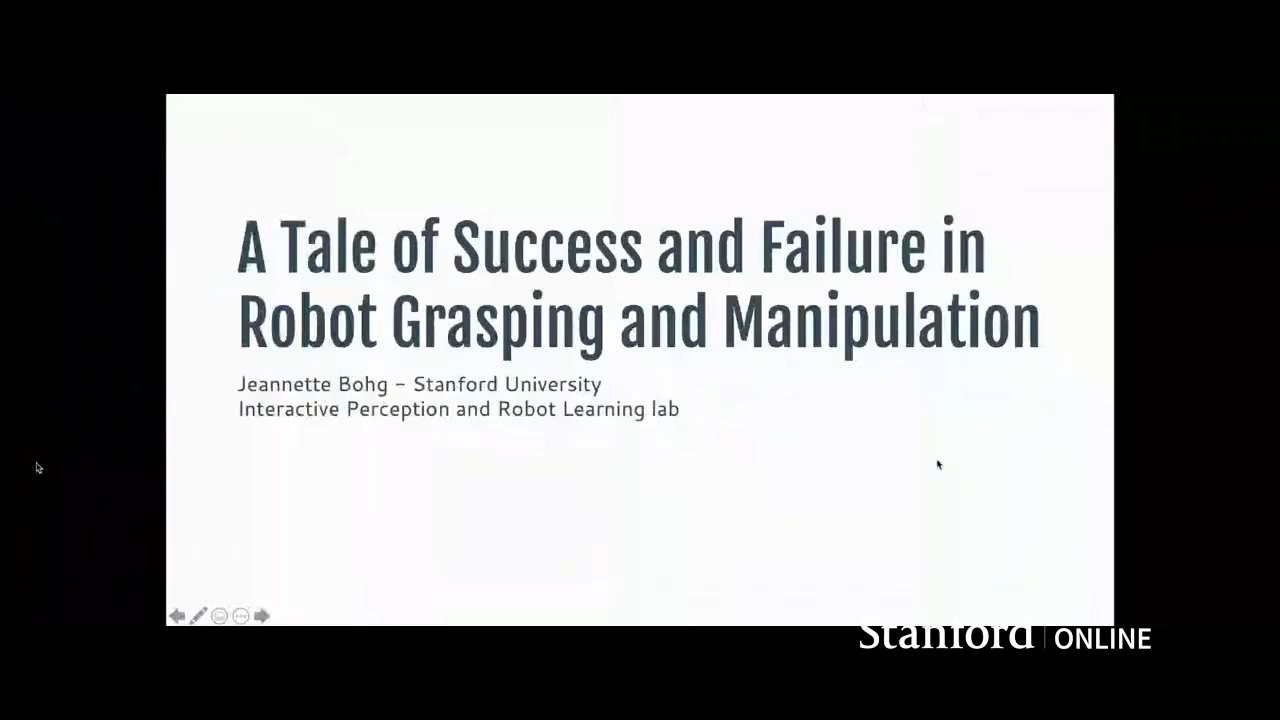 A Tale of Success and Failure in
Robot Grasping and Manipulation
Jeannette Bohg - Stanford University
Interactive Perception and Robot Learning lab
Stanford | ONLINE